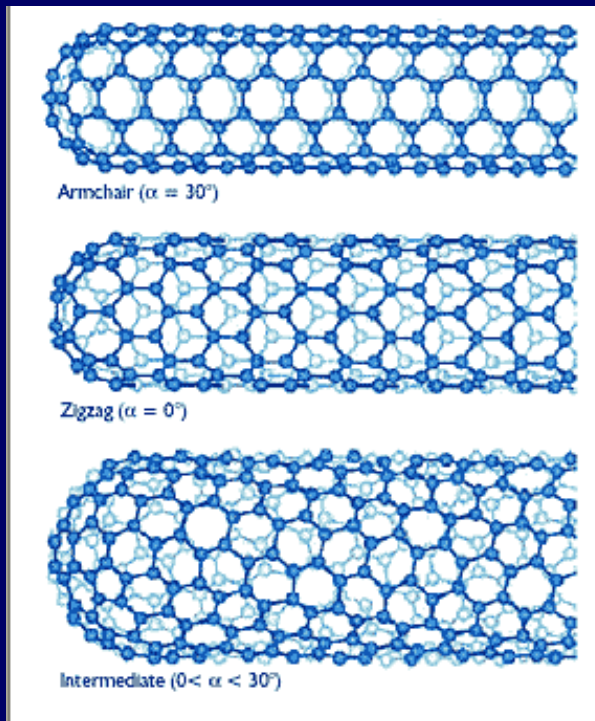 Armchair (α = 30°)
Zigzag (α = 0°)
Intermediate (0< α < 30°)